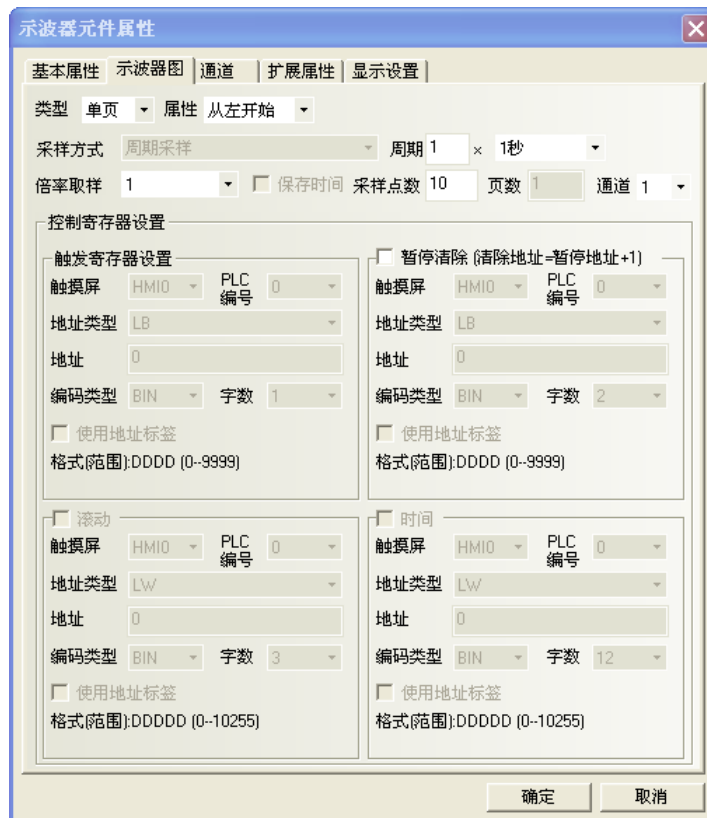 示波器元件属性
基本属性 示波器图 通道 扩展属性 显示设置
类型 单页 属性 从左开始
采样方式 周期采样 周期 1 × 1秒
倍率取样 1 保存时间 采样点数 10 页数 1 通道 1
控制寄存器设置
触发寄存器设置
触摸屏 HMI0 PLC编号 0
地址类型 LB
地址 0
编码类型 BIN 字数 1
使用地址标签
格式(范围):DDDD (0--9999)
暂停清除 (清除地址=暂停地址+1)
触摸屏 HMI0 PLC编号 0
地址类型 LB
地址 0
编码类型 BIN 字数 2
使用地址标签
格式(范围):DDDD (0--9999)
滚动
触摸屏 HMI0 PLC编号 0
地址类型 LW
地址 0
编码类型 BIN 字数 3
使用地址标签
格式(范围):DDDDD (0--10255)
时间
触摸屏 HMI0 PLC编号 0
地址类型 LW
地址 0
编码类型 BIN 字数 12
使用地址标签
格式(范围):DDDDD (0--10255)
确定 取消